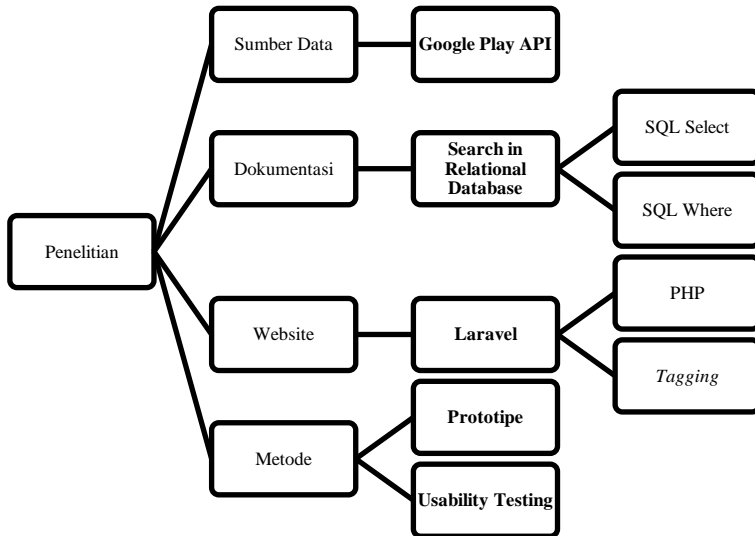 Penelitian
Sumber Data
Google Play API
Dokumentasi
Search in
Relational
Database
SQL Select
SQL Where
Website
Laravel
PHP
Tagging
Metode
Prototipe
Usability Testing